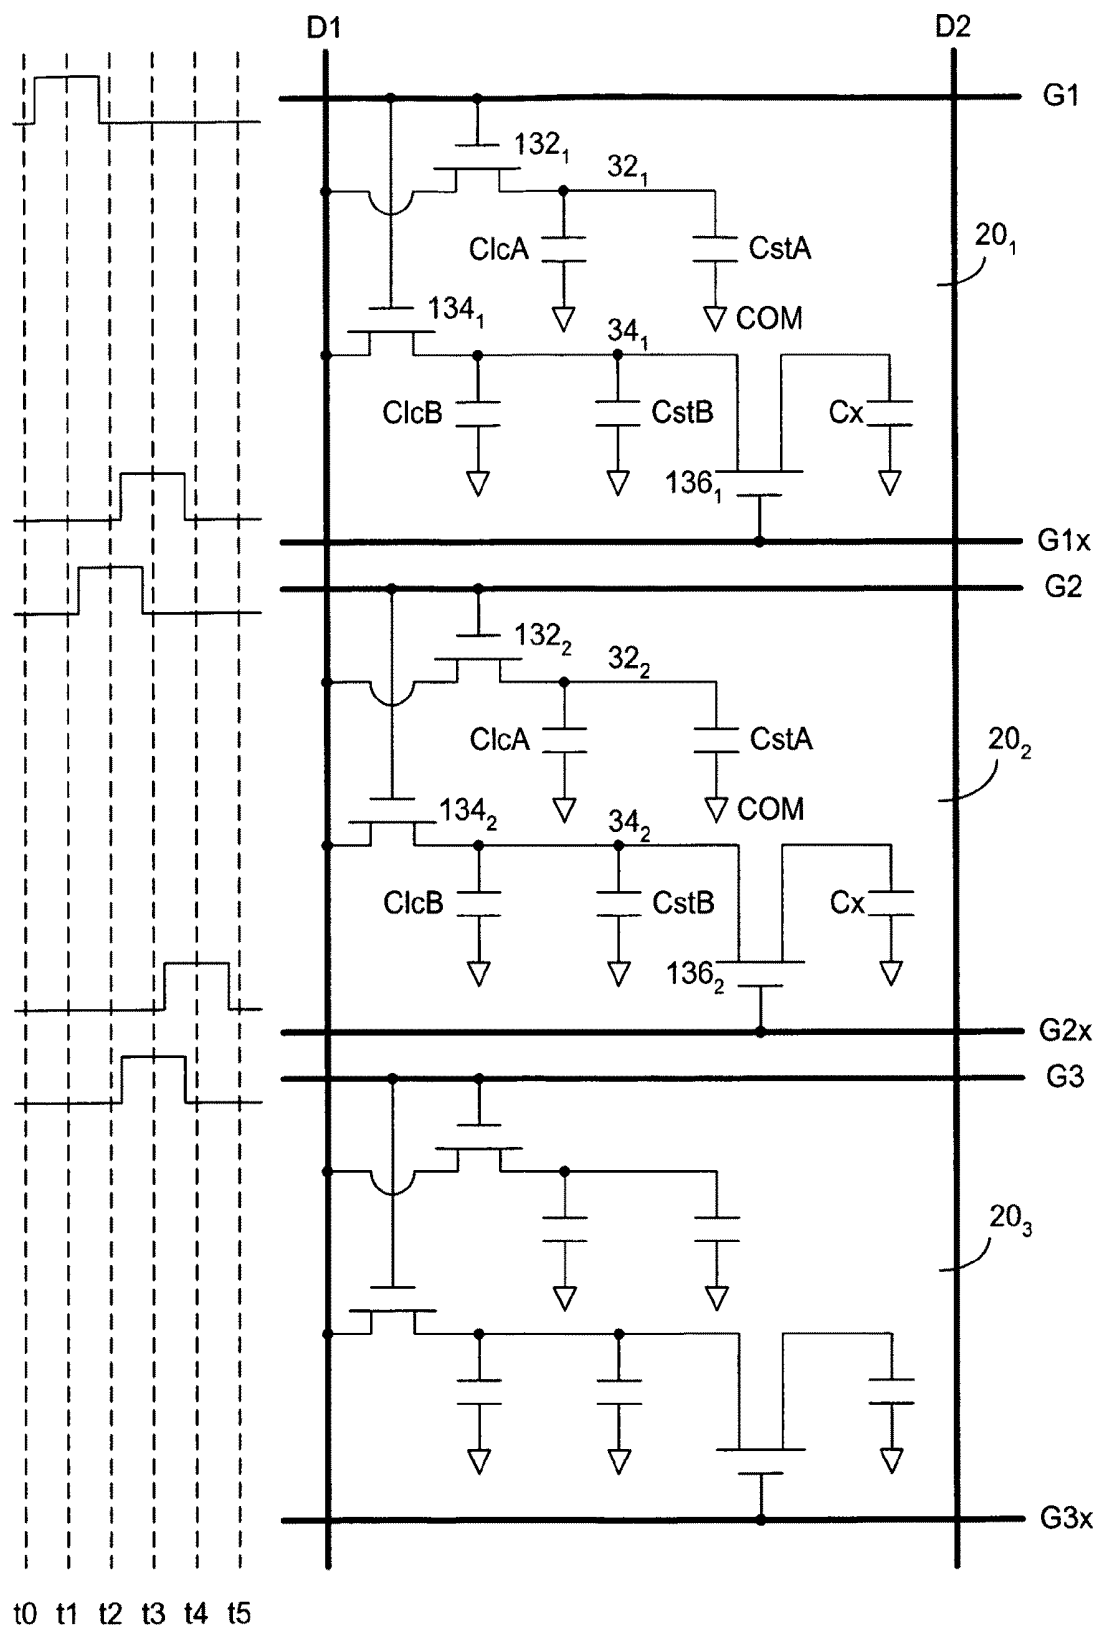 D1 D2
G1
132₁
32₁
ClcA CstA
20₁
134₁
COM
34₁
ClcB CstB Cx
136₁
G1x
G2
132₂
32₂
ClcA CstA
20₂
134₂
COM
34₂
ClcB CstB Cx
136₂
G2x
G3
20₃
G3x
t0 t1 t2 t3 t4 t5